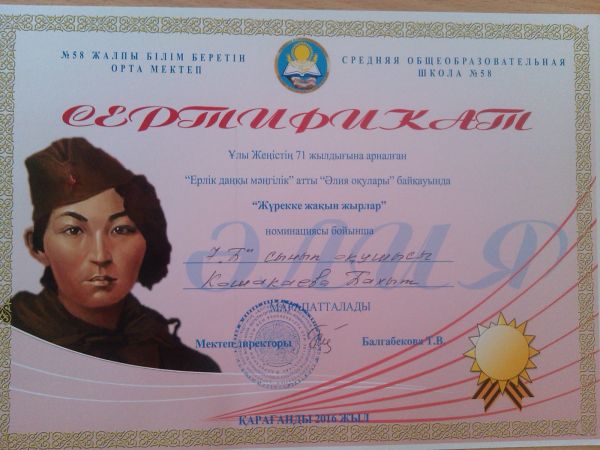 №58 ЖАЛПЫ БІЛІМ БЕРЕТІН
ОРТА МЕКТЕП
СРЕДНЯЯ ОБЩЕОБРАЗОВАТЕЛЬНАЯ
ШКОЛА №58
СЕРТИФИКАТ
Ұлы Жеңістің 71 жылдығына арналған
“Ерлік даңқы мәңгілік” атты “Әлия оқулары” байқауында
“Жүрекке жақын жырлар”
номинациясы бойынша
ӘЛИЯ
7 "Б" сынып оқушысы
Кошакаева Бахыт
МАРАПАТТАЛАДЫ
Мектеп директоры Балгабекова Т.В.
ҚАРАҒАНДЫ 2016 ЖЫЛ